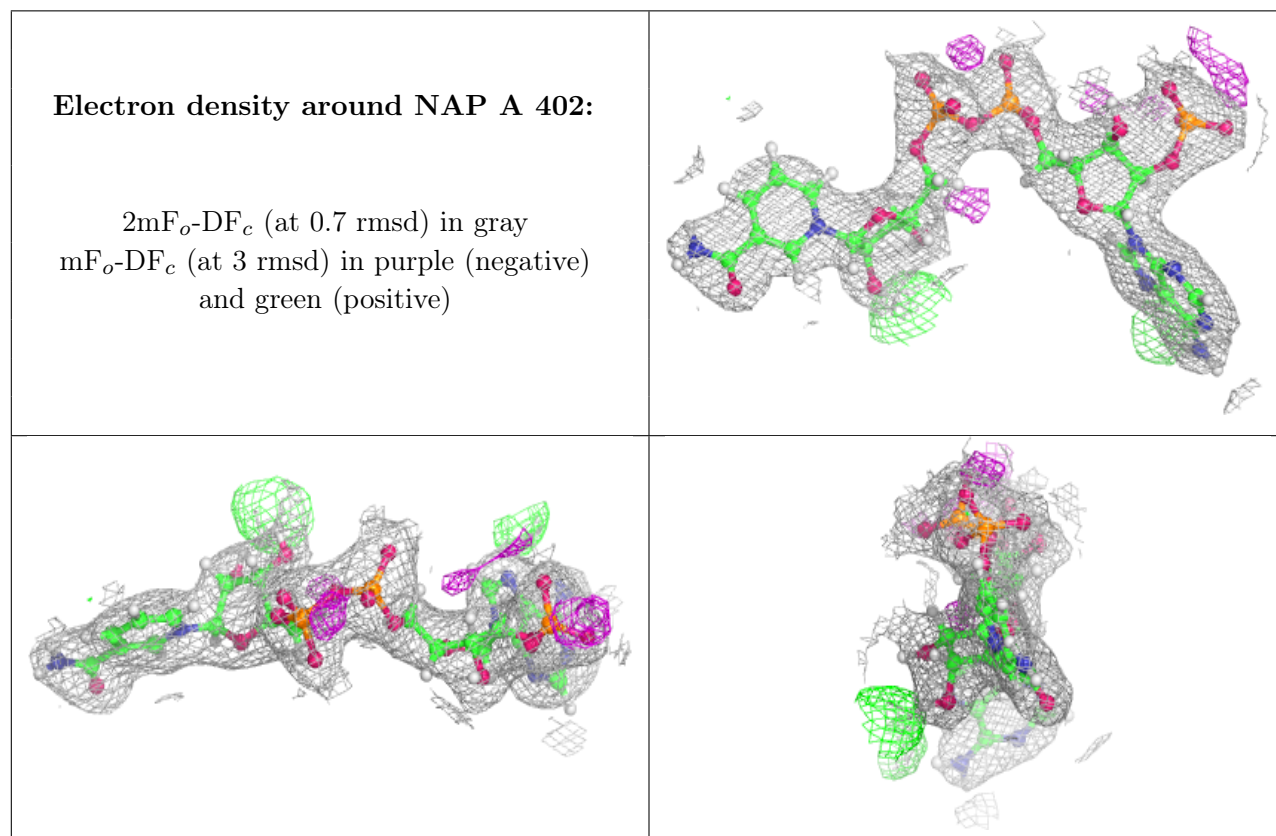 Electron density around NAP A 402:
2mFo-DFc (at 0.7 rmsd) in gray
mFo-DFc (at 3 rmsd) in purple (negative)
and green (positive)